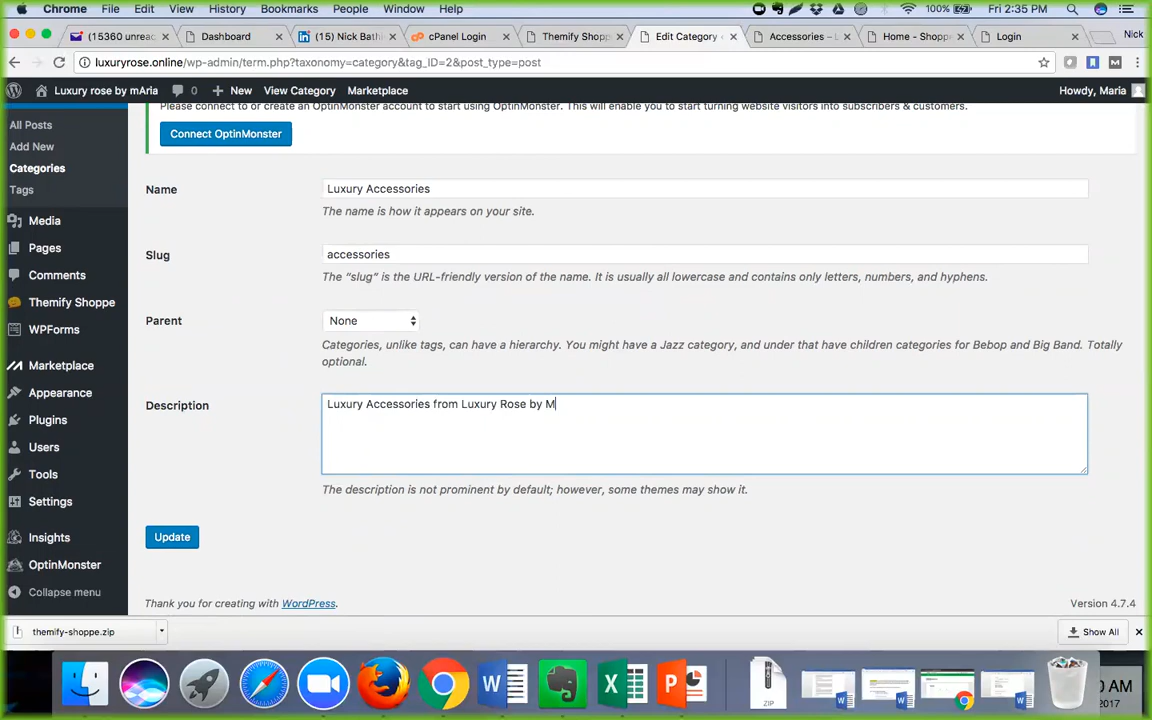 Chrome File Edit View History Bookmarks People Window Help 100% Fri 2:35 PM
(15360 unread Dashboard (15) Nick Bath cPanel Login Themify Shopp Edit Category Accessories – L Home - Shopp Login Nick
luxuryrose.online/wp-admin/term.php?taxonomy=category&tag_ID=2&post_type=post
Luxury rose by mAria 0 New View Category Marketplace Howdy, Maria
Please connect to or create an OptinMonster account to start using OptinMonster. This will enable you to start turning website visitors into subscribers & customers.
Connect OptinMonster
All Posts
Add New
Categories
Tags
Media
Pages
Comments
Themify Shoppe
WPForms
Marketplace
Appearance
Plugins
Users
Tools
Settings
Insights
OptinMonster
Collapse menu
Name Luxury Accessories
The name is how it appears on your site.
Slug accessories
The “slug” is the URL-friendly version of the name. It is usually all lowercase and contains only letters, numbers, and hyphens.
Parent None
Categories, unlike tags, can have a hierarchy. You might have a Jazz category, and under that have children categories for Bebop and Big Band. Totally
optional.
Description Luxury Accessories from Luxury Rose by M
The description is not prominent by default; however, some themes may show it.
Update
Thank you for creating with WordPress. Version 4.7.4
themify-shoppe.zip Show All
ZIP
0 AM
2017